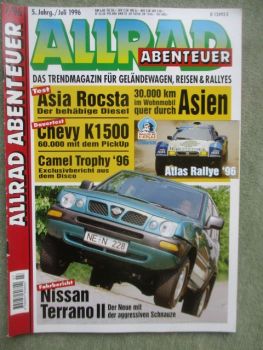 5. Jahrg. / Juli 1996
ALLRAD
ABENTEUER
DAS TRENDMAGAZIN FÜR GELÄNDEWAGEN, REISEN & RALLYES
ALLRAD ABENTEUER
Test
Asia Rocsta
Der behäbige Diesel
30.000 km
im Wohnmobil
quer durch Asien
Dauertest
Chevy K1500
60.000 mit dem PickUp
Camel Trophy '96
Exclusivbericht aus
dem Disco
Atlas Rallye '96
NE-N 228
Fahrbericht
Nissan
Terrano II
Der Neue mit
der aggressiven Schnauze